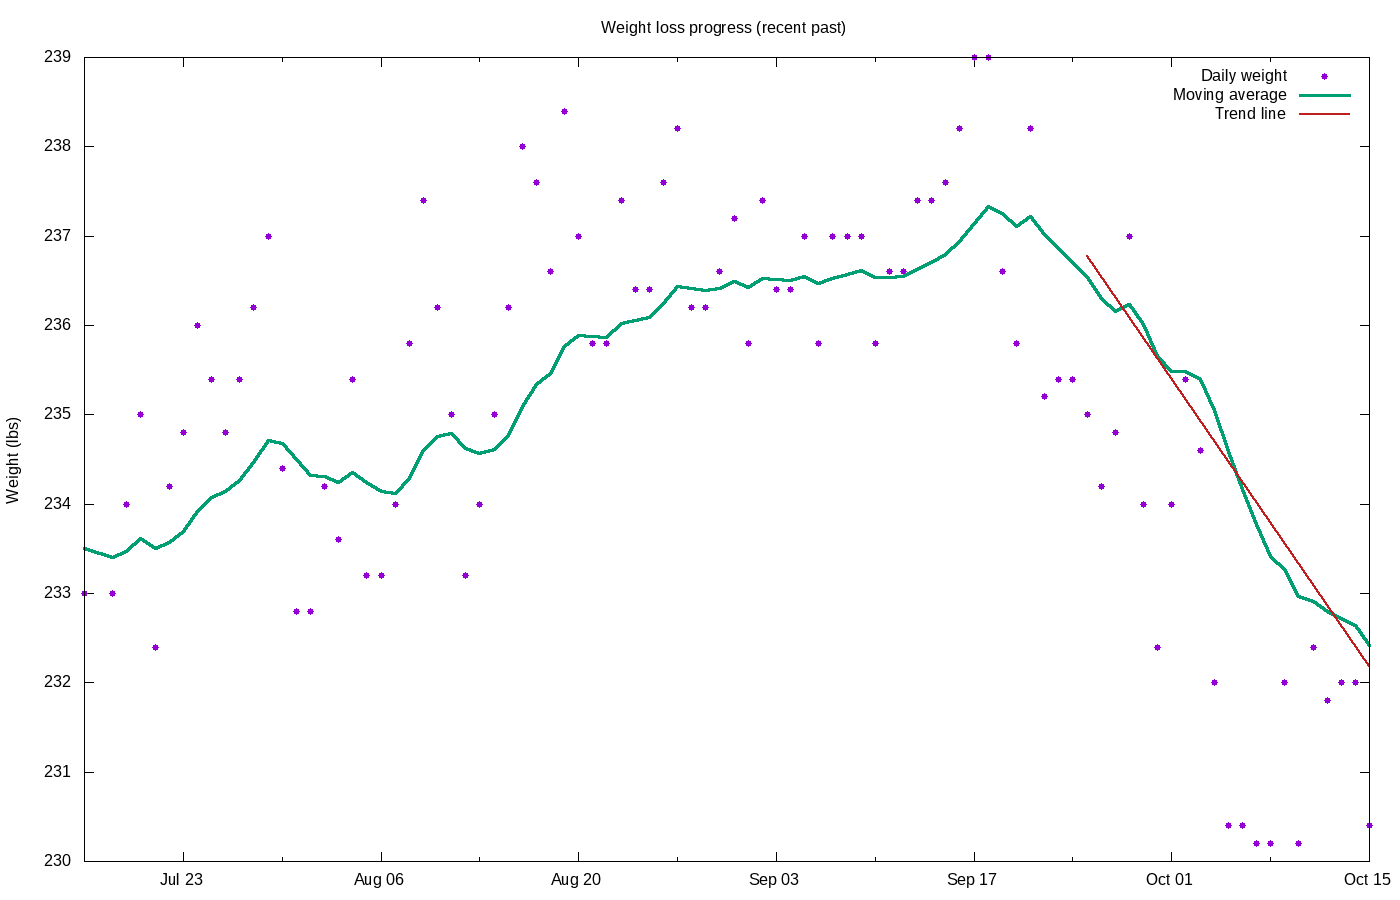 Weight loss progress (recent past)
Daily weight
Moving average
Trend line
Weight (lbs)
239
238
237
236
235
234
233
232
231
230
Jul 23
Aug 06
Aug 20
Sep 03
Sep 17
Oct 01
Oct 15